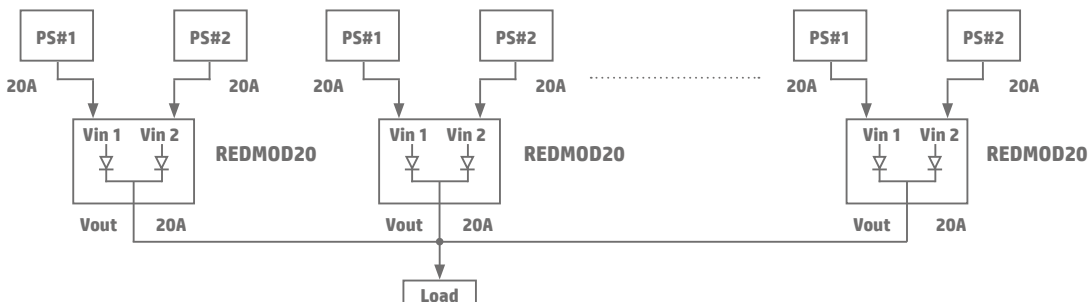 PS#1 PS#2 PS#1 PS#2 PS#1 PS#2
20A 20A 20A 20A 20A 20A
Vin 1 Vin 2 Vin 1 Vin 2 Vin 1 Vin 2
REDMOD20 REDMOD20 REDMOD20
Vout 20A Vout 20A Vout 20A
Load